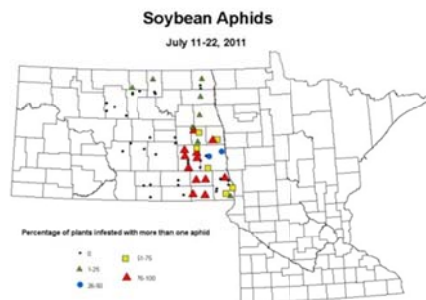 Soybean Aphids
July 11-22, 2011
Percentage of plants infested with more than one aphid
0
1-25
26-50
51-75
76-100